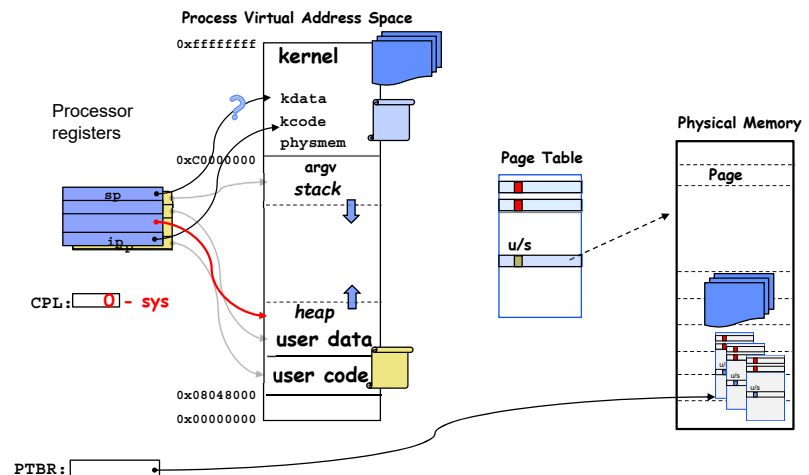 Process Virtual Address Space
0xffffffff
kernel
?
kdata
Processor
registers
kcode
physmem
Physical Memory
0xC0000000
argv
stack
Page Table
Page
sp
ip
u/s
CPL: 0 - sys
heap
user data
user code
u/s
u/s
u/s
0x08048000
0x00000000
PTBR: